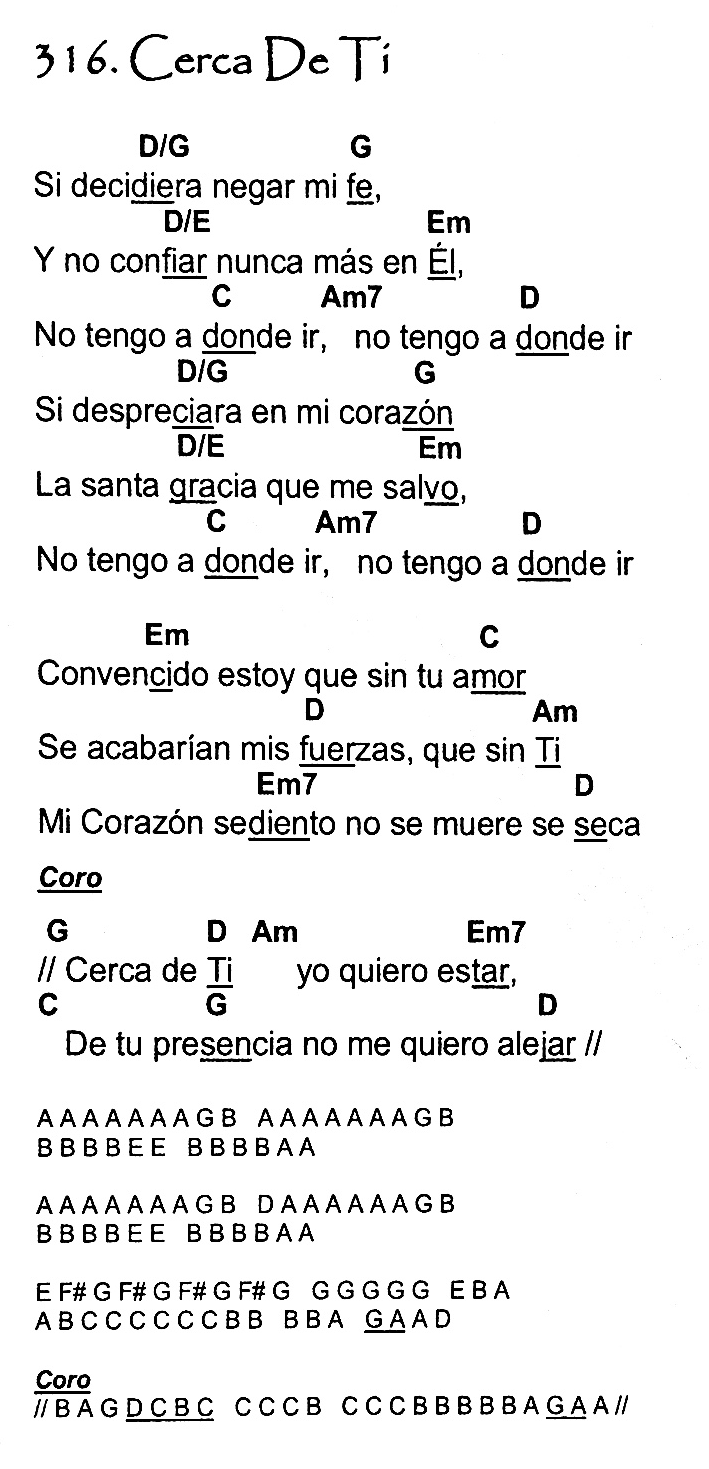 316. Cerca De Ti
D/G G
Si decidiera negar mi fe,
D/E Em
Y no confiar nunca más en Él,
C Am7 D
No tengo a donde ir, no tengo a donde ir
D/G G
Si despreciara en mi corazón
D/E Em
La santa gracia que me salvo,
C Am7 D
No tengo a donde ir, no tengo a donde ir
Em C
Convencido estoy que sin tu amor
D Am
Se acabarían mis fuerzas, que sin Ti
Em7 D
Mi Corazón sediento no se muere se seca
Coro
G D Am Em7
// Cerca de Ti yo quiero estar,
C G D
De tu presencia no me quiero alejar //
A A A A A A A G B A A A A A A A G B
B B B B E E B B B B A A
A A A A A A A G B D A A A A A A G B
B B B B E E B B B B A A
E F# G F# G F# G F# G G G G G G E B A
A B C C C C C C B B B B A G A A D
Coro
// B A G D C B C C C C B C C C B B B B B A G A A //